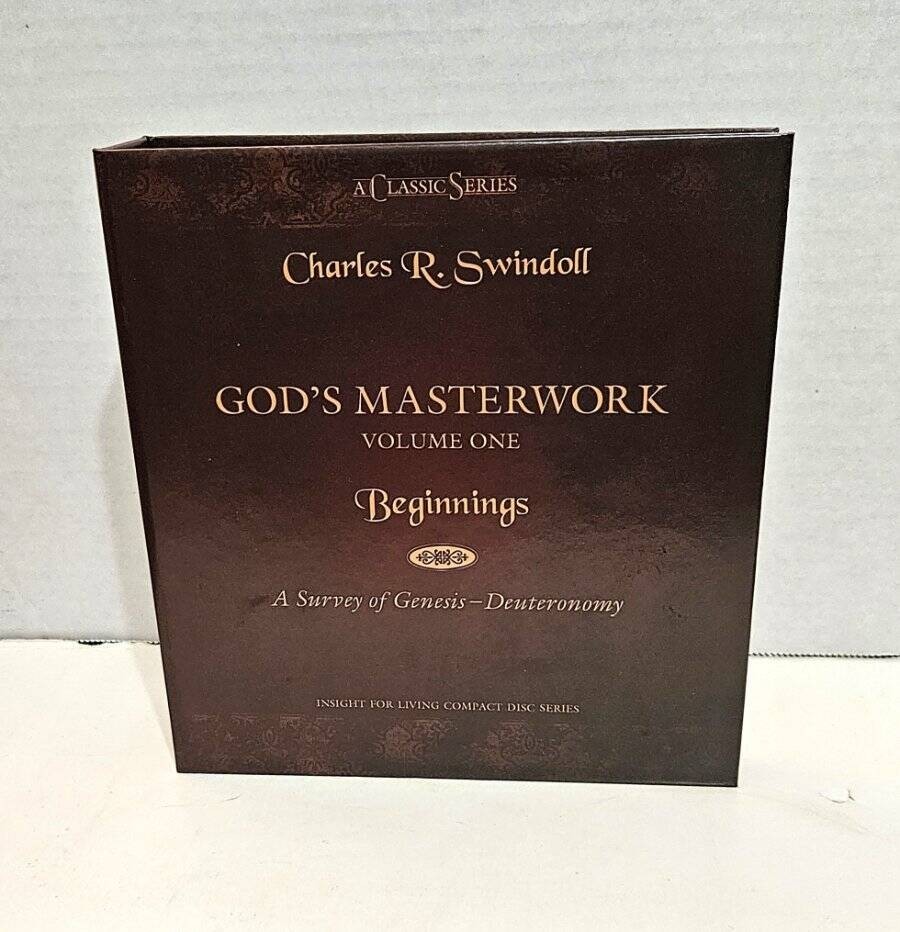 A CLASSIC SERIES
Charles R. Swindoll
GOD'S MASTERWORK
VOLUME ONE
Beginnings
A Survey of Genesis–Deuteronomy
INSIGHT FOR LIVING COMPACT DISC SERIES